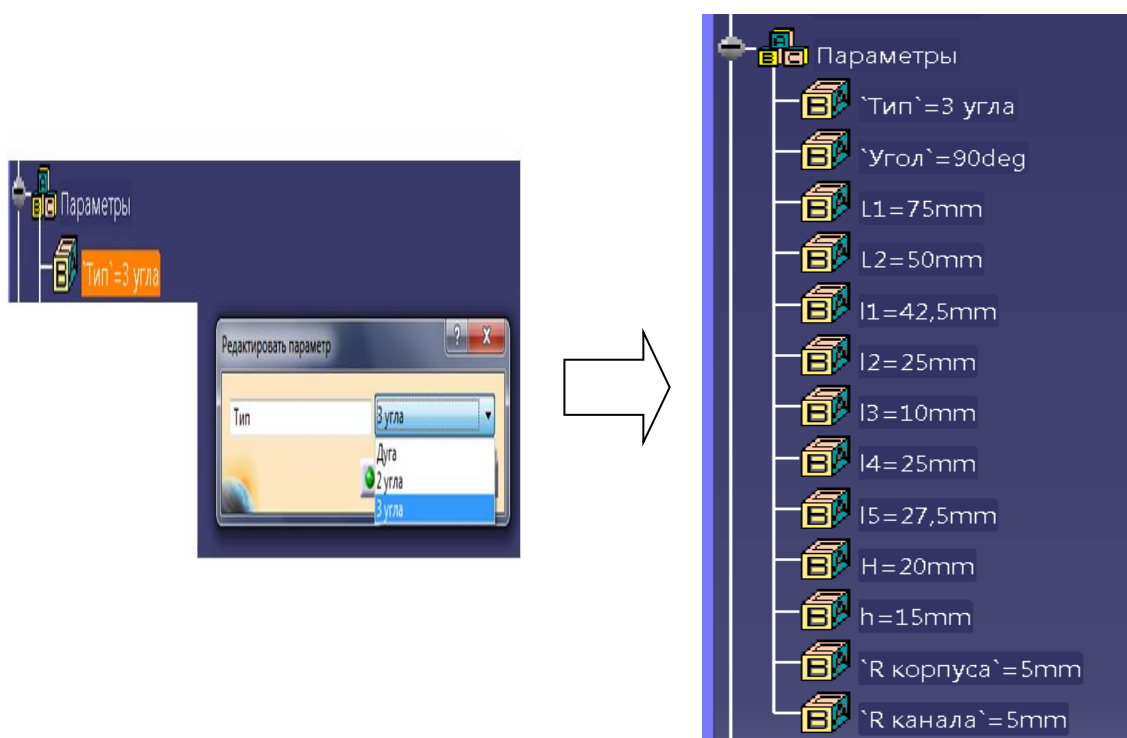 Параметры
`Тип`=3 угла
Редактировать параметр
?
X
Тип
3 угла
Дуга
2 угла
3 угла
Параметры
`Тип`=3 угла
`Угол`=90deg
L1=75mm
L2=50mm
l1=42,5mm
l2=25mm
l3=10mm
l4=25mm
l5=27,5mm
H=20mm
h=15mm
`R корпуса`=5mm
`R канала`=5mm